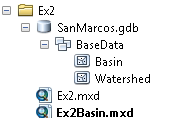 Ex2
SanMarcos.gdb
BaseData
Basin
Watershed
Ex2.mxd
Ex2Basin.mxd